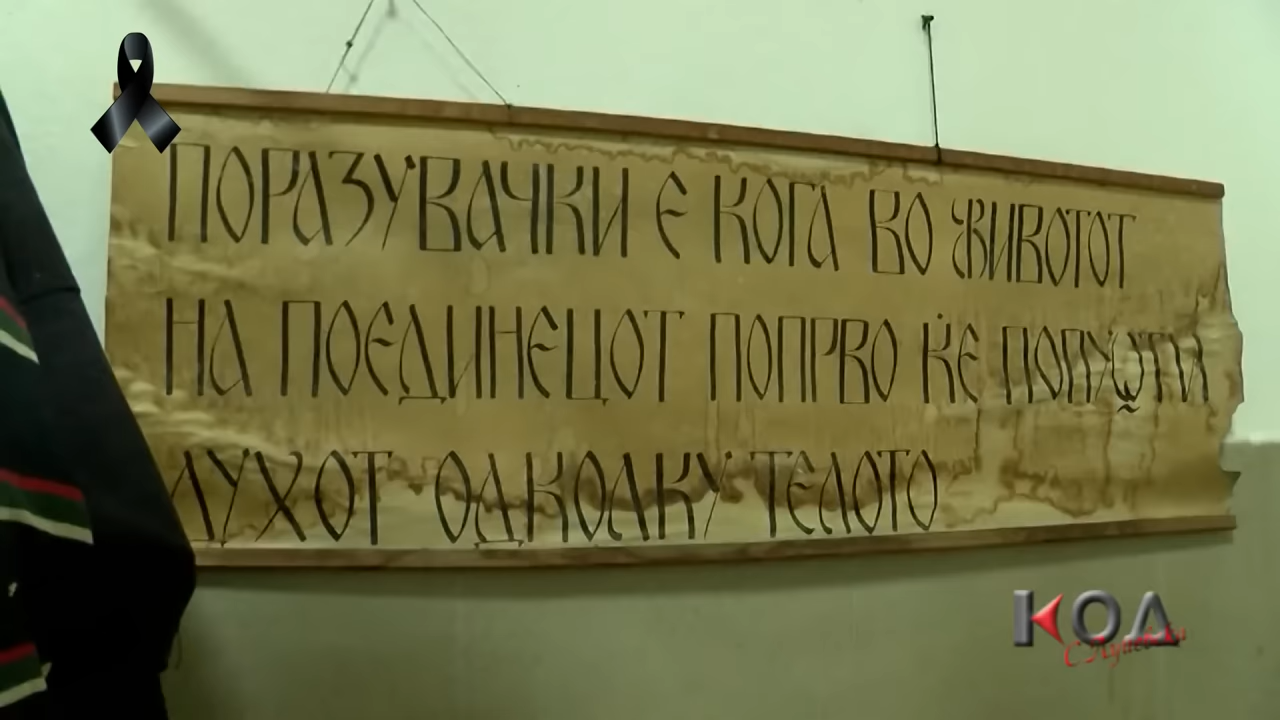 ПОРАЗУВАЧКИ Е КОГА ВО ЖИВОТОТ
НА ПОЕДИНЕЦОТ ПОПРВО ЌЕ ПОПУШТИ
ДУХОТ ОДКОЛКУ ТЕЛОТО
КОД